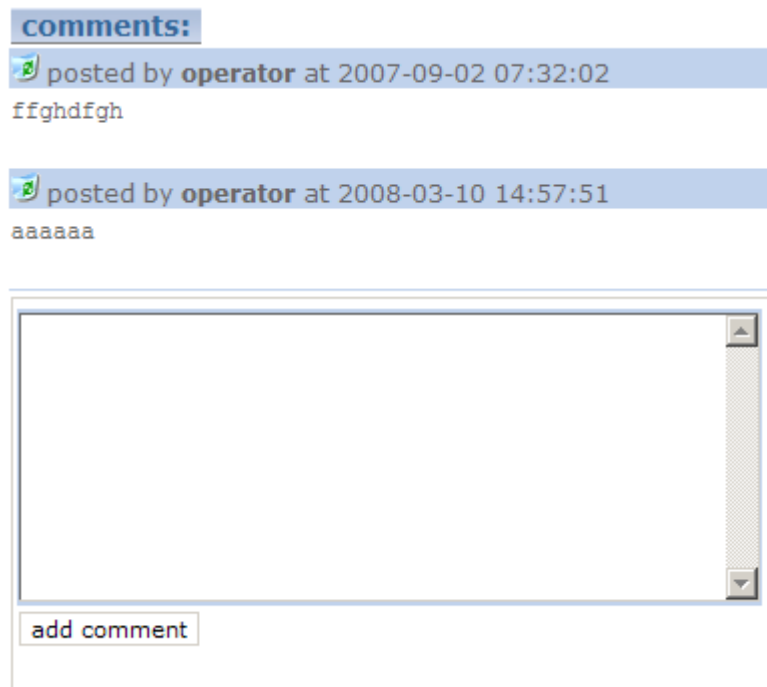 comments:
posted by operator at 2007-09-02 07:32:02
ffghdfgh
posted by operator at 2008-03-10 14:57:51
aaaaaa
add comment